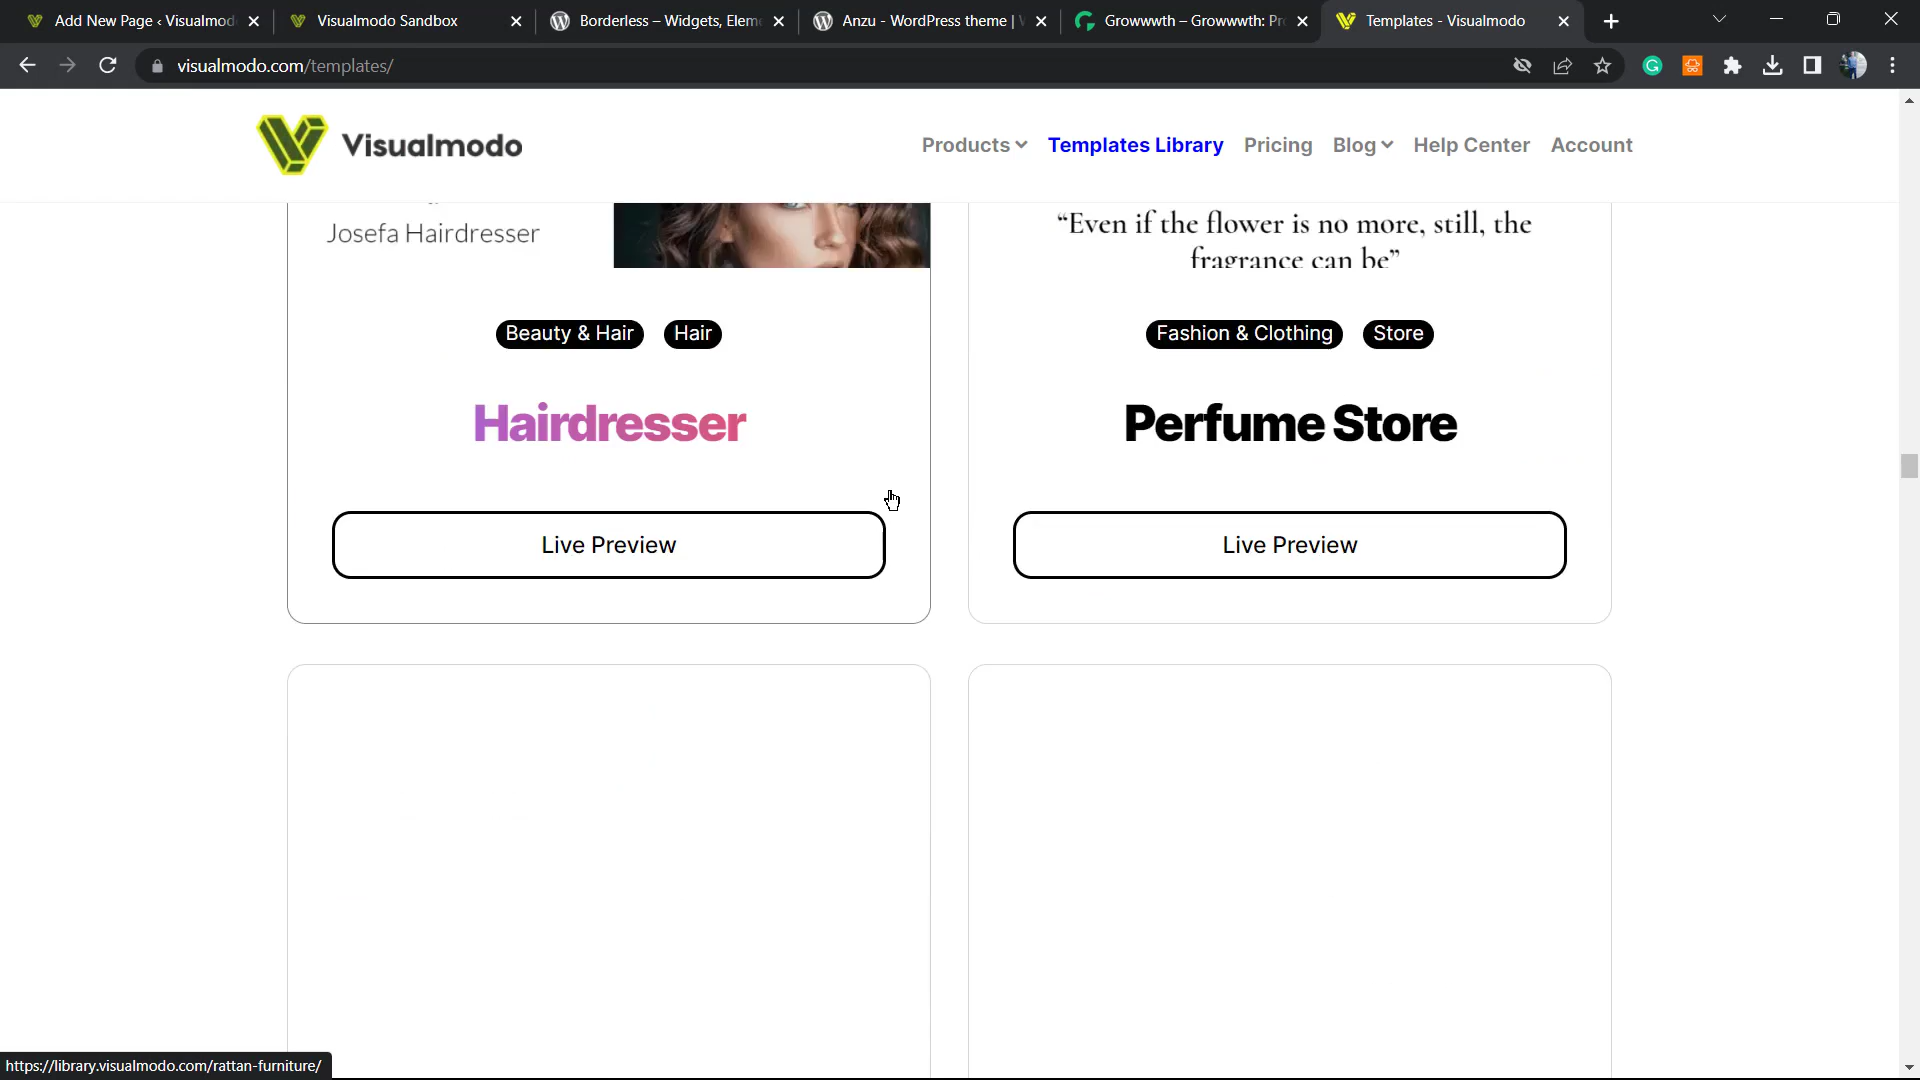 Add New Page ‹ Visualmod
Visualmodo Sandbox
Borderless – Widgets, Elem
Anzu - WordPress theme |
Growwwth – Growwwth: Pr
Templates - Visualmodo
visualmodo.com/templates/
Visualmodo
Products
Templates Library
Pricing
Blog
Help Center
Account
Josefa Hairdresser
“Even if the flower is no more, still, the
fragrance can be”
Beauty & Hair
Hair
Fashion & Clothing
Store
Hairdresser
Perfume Store
Live Preview
Live Preview
https://library.visualmodo.com/rattan-furniture/